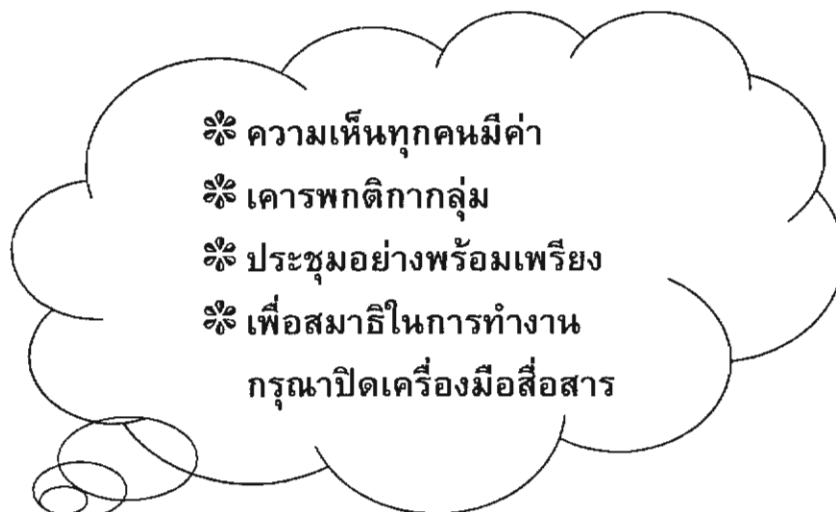 ❊ ความเห็นทุกคนมีค่า
❊ เคารพกติกากลุ่ม
❊ ประชุมอย่างพร้อมเพรียง
❊ เพื่อสมาธิในการทำงาน
กรุณาปิดเครื่องมือสื่อสาร